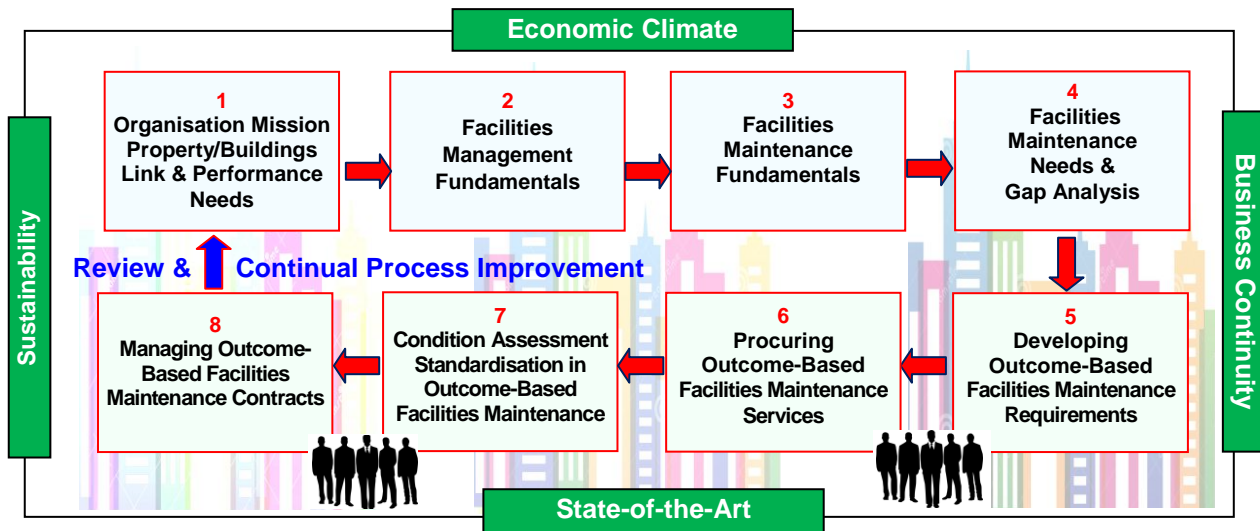 Economic Climate
Sustainability
Business Continuity
1
Organisation Mission
Property/Buildings
Link & Performance
Needs
2
Facilities
Management
Fundamentals
3
Facilities
Maintenance
Fundamentals
4
Facilities
Maintenance
Needs &
Gap Analysis
Review & Continual Process Improvement
8
Managing Outcome-
Based Facilities
Maintenance Contracts
7
Condition Assessment
Standardisation in
Outcome-Based
Facilities Maintenance
6
Procuring
Outcome-Based
Facilities Maintenance
Services
5
Developing
Outcome-Based
Facilities Maintenance
Requirements
State-of-the-Art